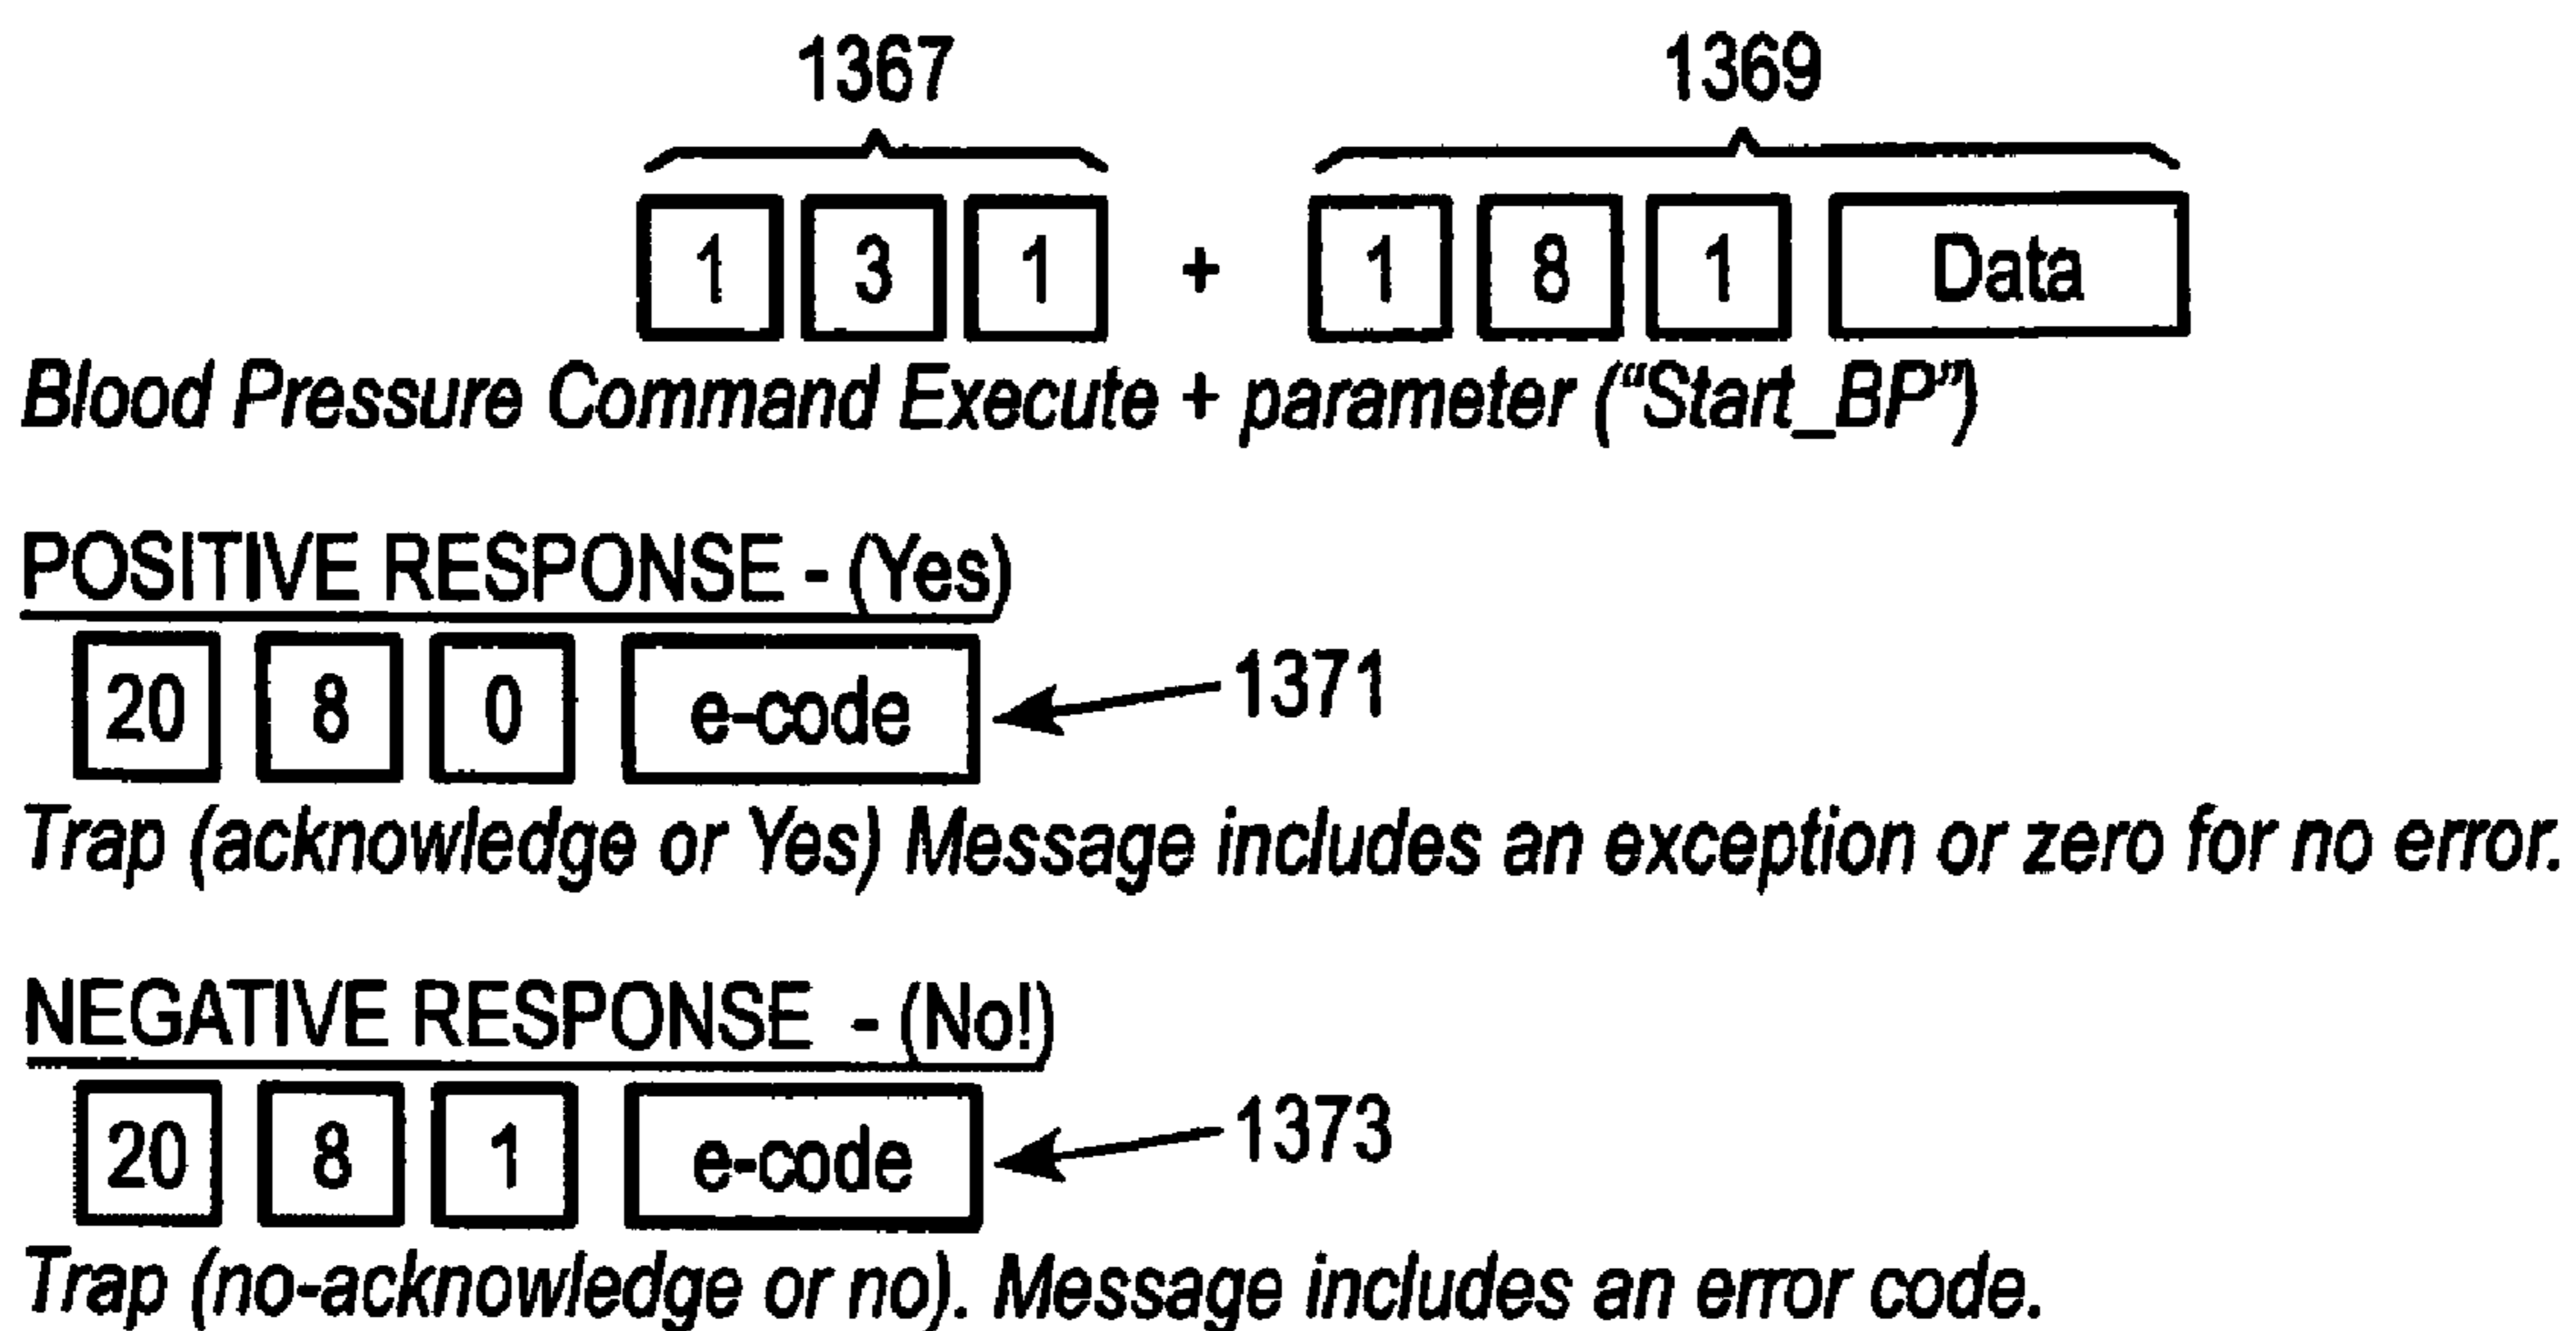 1367 1369
1 3 1 + 1 8 1 Data
Blood Pressure Command Execute + parameter (“Start_BP”)
POSITIVE RESPONSE - (Yes)
20 8 0 e-code 1371
Trap (acknowledge or Yes) Message includes an exception or zero for no error.
NEGATIVE RESPONSE - (No!)
20 8 1 e-code 1373
Trap (no-acknowledge or no). Message includes an error code.